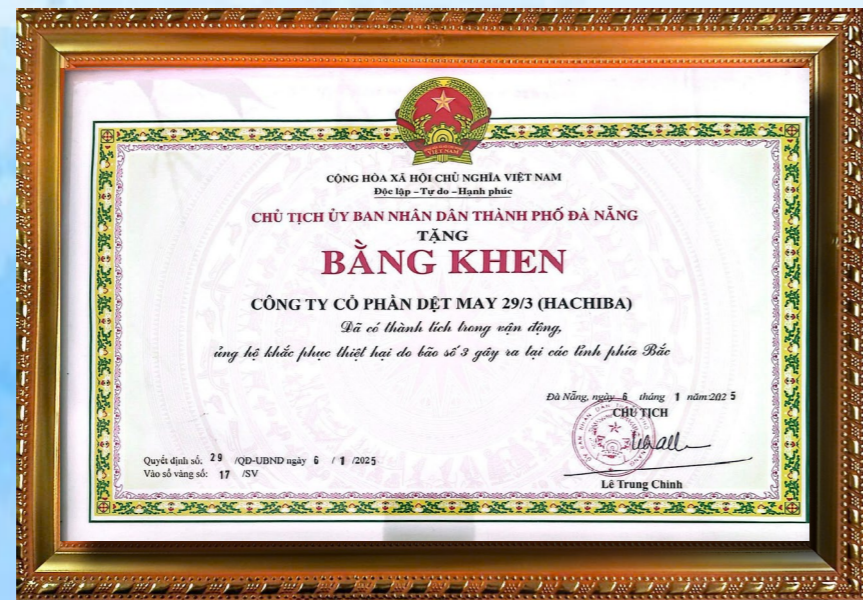 CỘNG HÒA XÃ HỘI CHỦ NGHĨA VIỆT NAM
Độc lập – Tự do – Hạnh phúc
CHỦ TỊCH ỦY BAN NHÂN DÂN THÀNH PHỐ ĐÀ NẴNG
TẶNG
BẰNG KHEN
CÔNG TY CỔ PHẦN DỆT MAY 29/3 (HACHIBA)
Đã có thành tích trong vận động,
ủng hộ khắc phục thiệt hại do bão số 3 gây ra tại các tỉnh phía Bắc
Đà Nẵng, ngày 6 tháng 1 năm 2025
CHỦ TỊCH
Quyết định số: 29 /QĐ-UBND ngày 6 / 1 /2025
Vào sổ vàng số: 17 /SV
Lê Trung Chinh